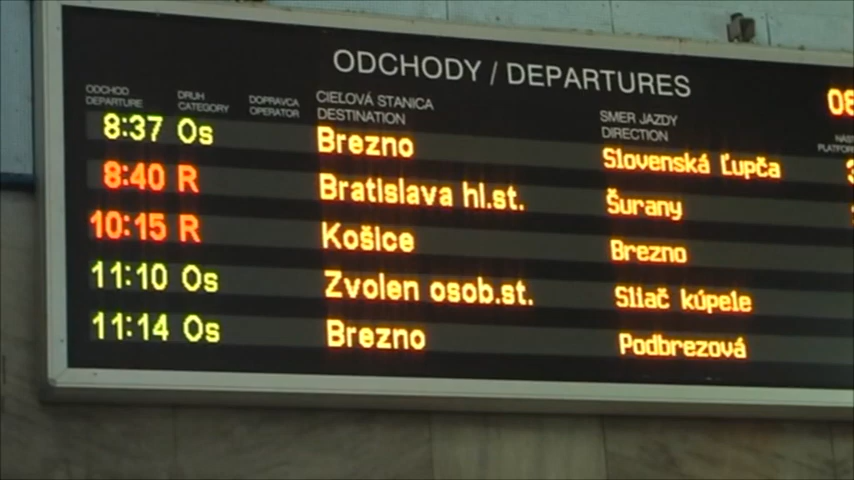 ODCHODY / DEPARTURES
ODCHOD DRUH DOPRAVCA CIEĽOVÁ STANICA SMER JAZDY
DEPARTURE CATEGORY OPERATOR DESTINATION DIRECTION
8:37 Os Brezno Slovenská Ľupča
8:40 R Bratislava hl.st. Šurany
10:15 R Košice Brezno
11:10 Os Zvolen osob.st. Sliač kúpele
11:14 Os Brezno Podbrezová